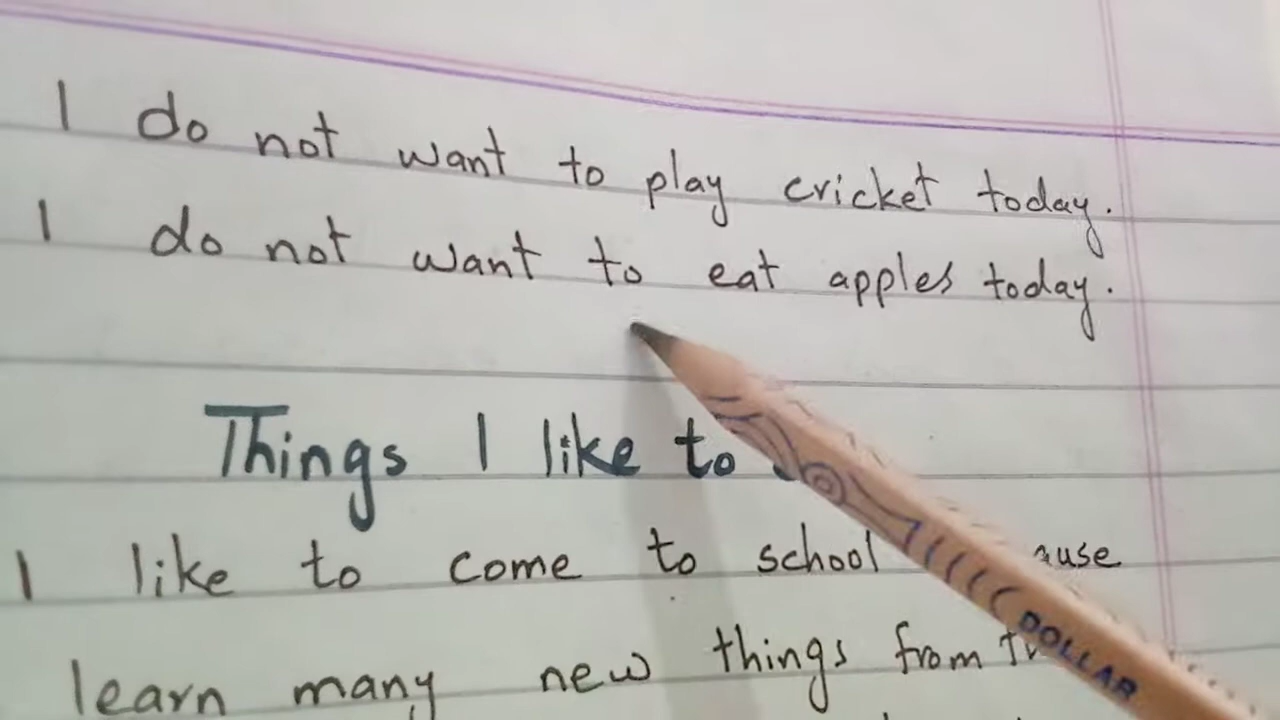 I do not want to play cricket today.
I do not want to eat apples today.
Things I like to
I like to come to school
learn many new things from
DOLLAR